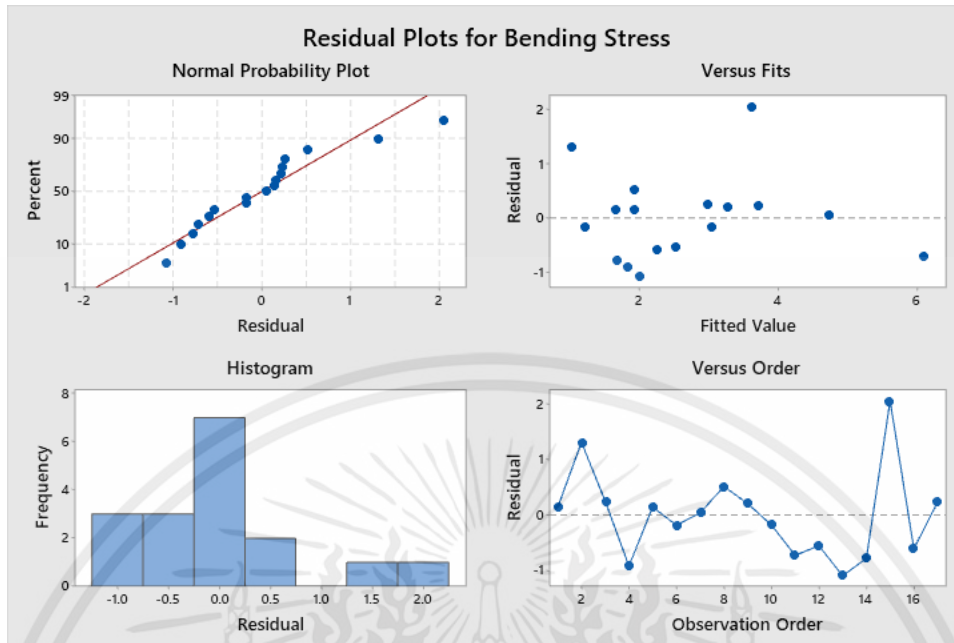 Residual Plots for Bending Stress
Normal Probability Plot
99
90
50
10
1
Percent
-2 -1 0 1 2
Residual
Versus Fits
2
1
0
-1
Residual
2 4 6
Fitted Value
Histogram
8
6
4
2
0
Frequency
-1.0 -0.5 0.0 0.5 1.0 1.5 2.0
Residual
Versus Order
2
1
0
-1
Residual
2 4 6 8 10 12 14 16
Observation Order